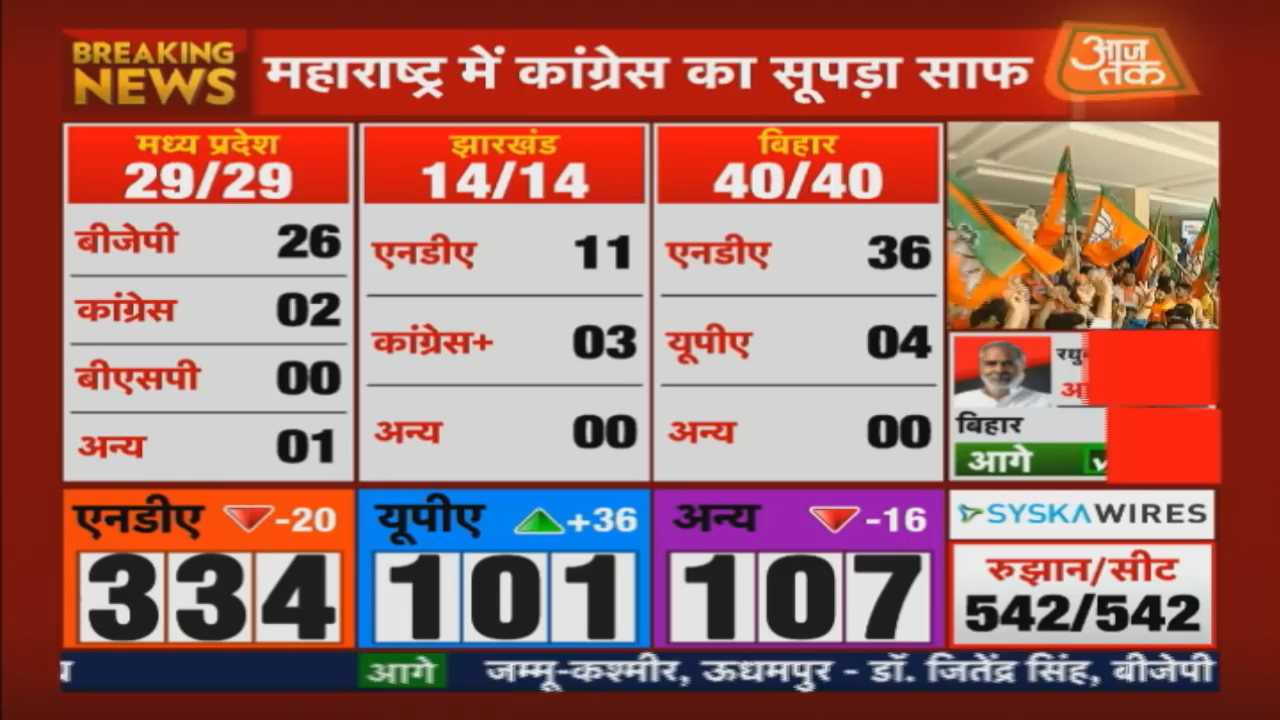 BREAKING NEWS
महाराष्ट्र में कांग्रेस का सूपड़ा साफ
आज तक
मध्य प्रदेश
29/29
बीजेपी 26
कांग्रेस 02
बीएसपी 00
अन्य 01
झारखंड
14/14
एनडीए 11
कांग्रेस+ 03
अन्य 00
बिहार
40/40
एनडीए 36
यूपीए 04
अन्य 00
बिहार
आगे
एनडीए -20
334
यूपीए +36
101
अन्य -16
107
SYSKA WIRES
रुझान/सीट
542/542
आगे जम्मू-कश्मीर, ऊधमपुर - डॉ. जितेंद्र सिंह, बीजेपी